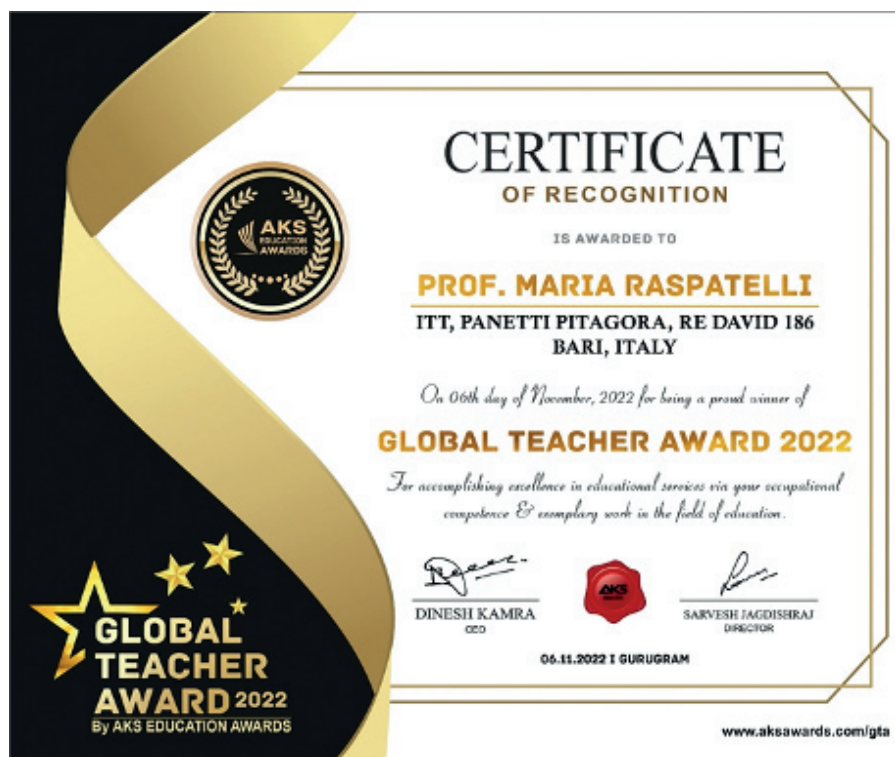 CERTIFICATE
OF RECOGNITION
IS AWARDED TO
AKS
EDUCATION
AWARDS
PROF. MARIA RASPATELLI
ITT, PANETTI PITAGORA, RE DAVID 186
BARI, ITALY
On 06th day of November, 2022 for being a proud winner of
GLOBAL TEACHER AWARD 2022
For accomplishing excellence in educational services via your occupational
competence & exemplary work in the field of education.
DINESH KAMRA
CEO
AKS
SARVESH JAGDISHRAJ
DIRECTOR
06.11.2022 I GURUGRAM
GLOBAL
TEACHER
AWARD 2022
By AKS EDUCATION AWARDS
www.aksawards.com/gta